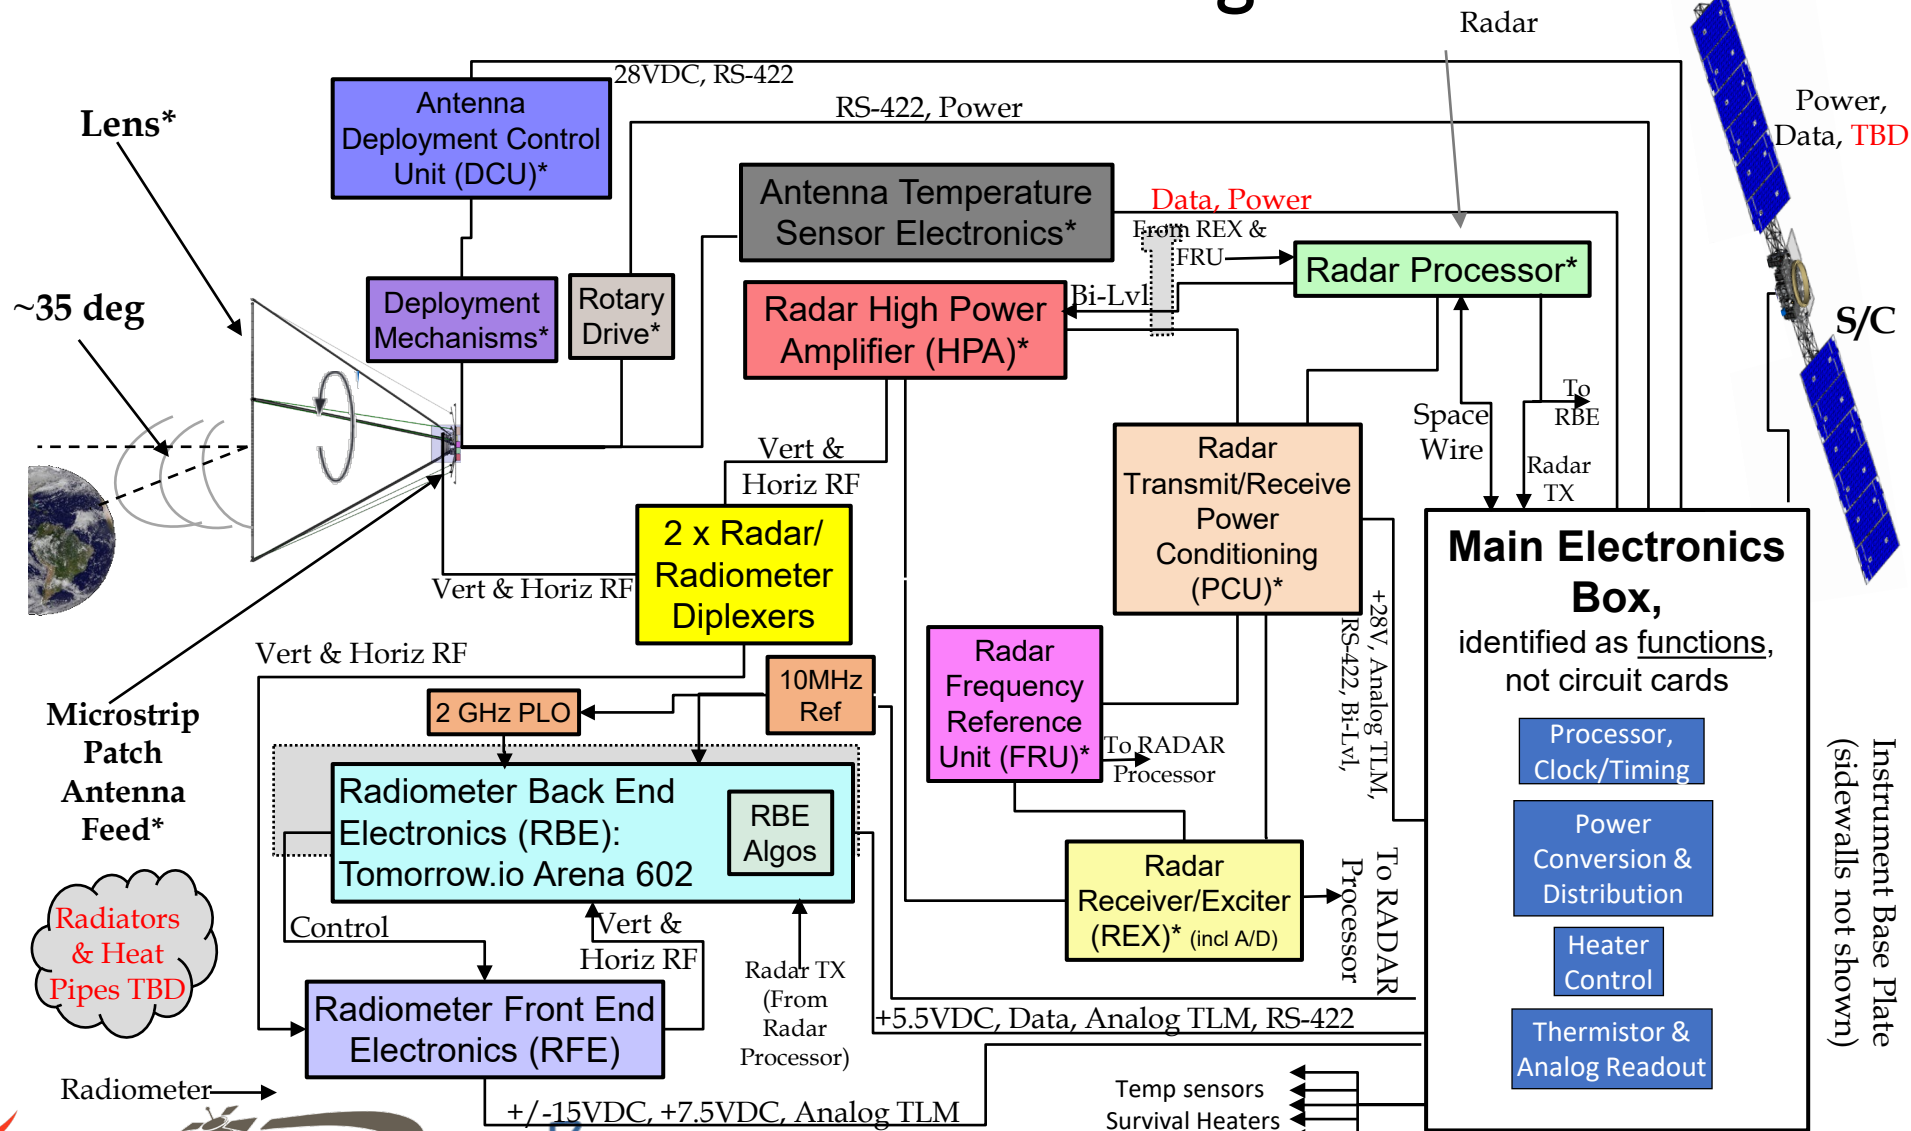 Radar
28VDC, RS-422
Antenna
Deployment Control
Unit (DCU)*
RS-422, Power
Power,
Data, TBD
Lens*
Antenna Temperature
Sensor Electronics*
Data, Power
From REX &
FRU
Radar Processor*
~35 deg
Deployment
Mechanisms*
Rotary
Drive*
Radar High Power
Amplifier (HPA)*
Bi-Lvl
S/C
To
RBE
Space
Wire
Radar
TX
Vert &
Horiz RF
Radar
Transmit/Receive
Power
Conditioning
(PCU)*
2 x Radar/
Radiometer
Diplexers
Vert & Horiz RF
Main Electronics
Box,
identified as functions,
not circuit cards
+28V, Analog TLM,
RS-422, Bi-Lvl,
Vert & Horiz RF
10MHz
Ref
2 GHz PLO
Radar
Frequency
Reference
Unit (FRU)*
To RADAR
Processor
Microstrip
Patch
Antenna
Feed*
Processor,
Clock/Timing
Power
Conversion &
Distribution
Heater
Control
Thermistor &
Analog Readout
Instrument Base Plate
(sidewalls not shown)
Radiometer Back End
Electronics (RBE):
Tomorrow.io Arena 602
RBE
Algos
Radar
Receiver/Exciter
(REX)* (incl A/D)
To RADAR
Processor
Radiators
& Heat
Pipes TBD
Control
Vert &
Horiz RF
Radar TX
(From
Radar
Processor)
Radiometer Front End
Electronics (RFE)
+5.5VDC, Data, Analog TLM, RS-422
Radiometer
+/-15VDC, +7.5VDC, Analog TLM
Temp sensors
Survival Heaters